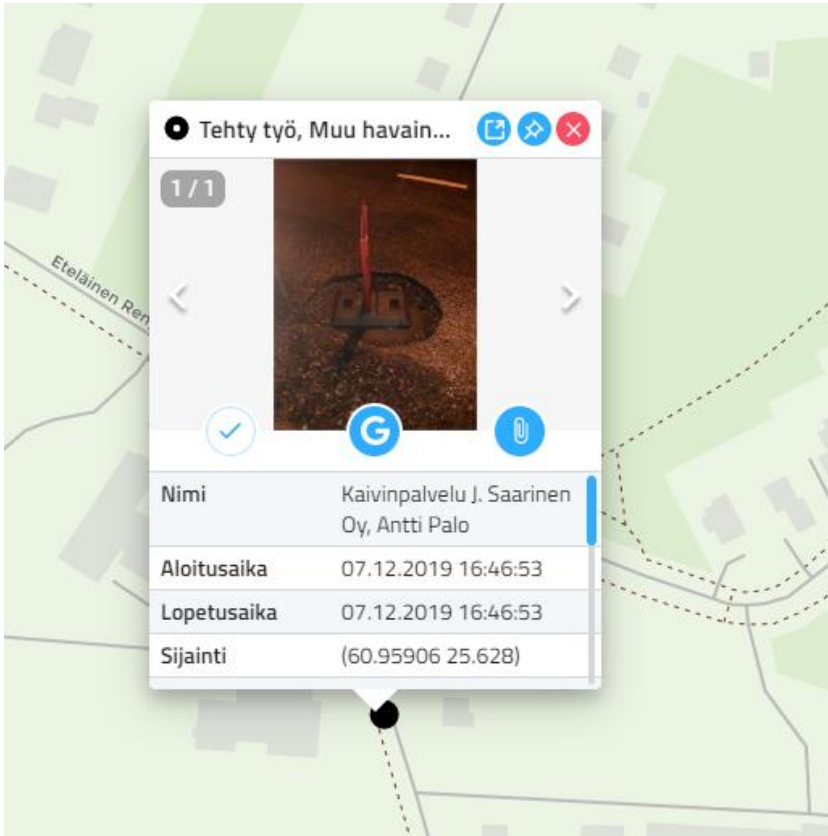 Tehty työ, Muu havain...
1 / 1
Eteläinen Ren
G
Nimi Kaivinpalvelu J. Saarinen
Oy, Antti Palo
Aloitusaika 07.12.2019 16:46:53
Lopetusaika 07.12.2019 16:46:53
Sijainti (60.95906 25.628)